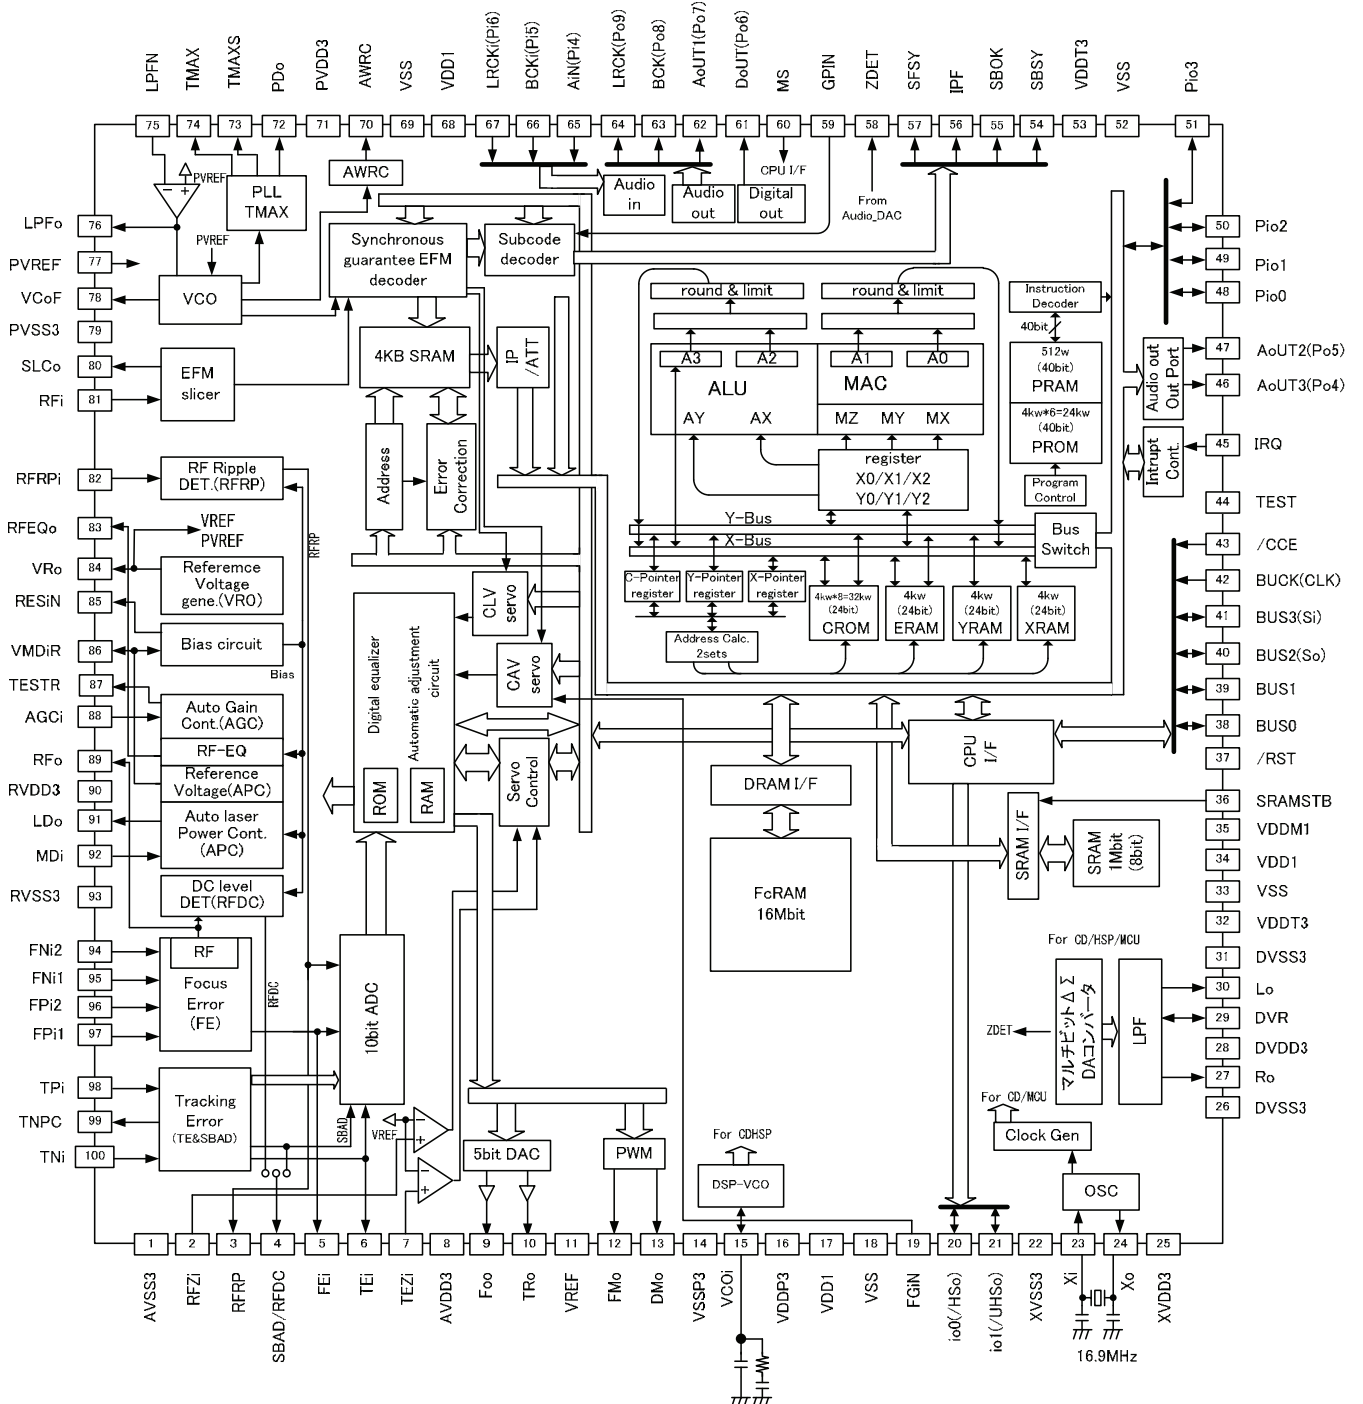 LPFN
TMAX
TMAXS
PDo
PVDD3
AWRC
VSS
VDD1
LRCKi(Pi6)
BCKi(Pi5)
AiN(Pi4)
LRCK(Po9)
BCK(Po8)
AoUT1(Po7)
DoUT(Po6)
MS
GPIN
ZDET
SFSY
IPF
SBOK
SBSY
VDDT3
VSS
Pio3
75
74
73
72
71
70
69
68
67
66
65
64
63
62
61
60
59
58
57
56
55
54
53
52
51
PVREF
PLL
TMAX
AWRC
Audio
in
Audio
out
Digital
out
CPU I/F
From
Audio_DAC
LPFo
76
PVREF
77
VCoF
78
PVSS3
79
SLCo
80
RFi
81
RFRPi
82
RFEQo
83
VRo
84
RESiN
85
VMDiR
86
TESTR
87
AGCi
88
RFo
89
RVDD3
90
LDo
91
MDi
92
RVSS3
93
FNi2
94
FNi1
95
FPi2
96
FPi1
97
TPi
98
TNPC
99
TNi
100
PVREF
VCO
Synchronous
guarantee EFM
decoder
Subcode
decoder
EFM
slicer
4KB SRAM
IP
/ATT
Address
Error
Correction
RF Ripple
DET.(RFRP)
RFRP
VREF
PVREF
Reference
Voltage
gene.(VRO)
Bias circuit
Bias
Auto Gain
Cont.(AGC)
RF-EQ
Reference
Voltage(APC)
Auto laser
Power Cont.
(APC)
DC level
DET(RFDC)
RF
Focus
Error
(FE)
RFDC
Tracking
Error
(TE&SBAD)
CLV
servo
CAV
servo
Digital equalizer
Automatic adjustment
circuit
ROM
RAM
Servo
Control
10bit ADC
SBAD
VREF
5bit DAC
PWM
round & limit
round & limit
A3
A2
A1
A0
ALU
MAC
AY
AX
MZ
MY
MX
register
X0/X1/X2
Y0/Y1/Y2
Instruction
Decoder
40bit
512w
(40bit)
PRAM
4kw*6=24kw
(40bit)
PROM
Program
Control
Y-Bus
X-Bus
Bus
Switch
C-Pointer
register
Y-Pointer
register
X-Pointer
register
Address Calc.
2sets
4kw*8=32kw
(24bit)
CROM
4kw
(24bit)
ERAM
4kw
(24bit)
YRAM
4kw
(24bit)
XRAM
DRAM I/F
FcRAM
16Mbit
CPU
I/F
SRAM I/F
SRAM
1Mbit
(8bit)
Audio out
Out Port
Intrupt
Cont.
For CD/HSP/MCU
マルチビットΔΣ
DAコンバータ
LPF
ZDET
For CD/MCU
Clock Gen
OSC
For CDHSP
DSP-VCO
50
Pio2
49
Pio1
48
Pio0
47
AoUT2(Po5)
46
AoUT3(Po4)
45
IRQ
44
TEST
43
/CCE
42
BUCK(CLK)
41
BUS3(Si)
40
BUS2(So)
39
BUS1
38
BUS0
37
/RST
36
SRAMSTB
35
VDDM1
34
VDD1
33
VSS
32
VDDT3
31
DVSS3
30
Lo
29
DVR
28
DVDD3
27
Ro
26
DVSS3
1
2
3
4
5
6
7
8
9
10
11
12
13
14
15
16
17
18
19
20
21
22
23
24
25
AVSS3
RFZi
RFRP
SBAD/RFDC
FEi
TEi
TEZi
AVDD3
Foo
TRo
VREF
FMo
DMo
VSSP3
VCOi
VDDP3
VDD1
VSS
FGiN
io0(/HSo)
io1(/UHSo)
XVSS3
Xi
Xo
XVDD3
16.9MHz